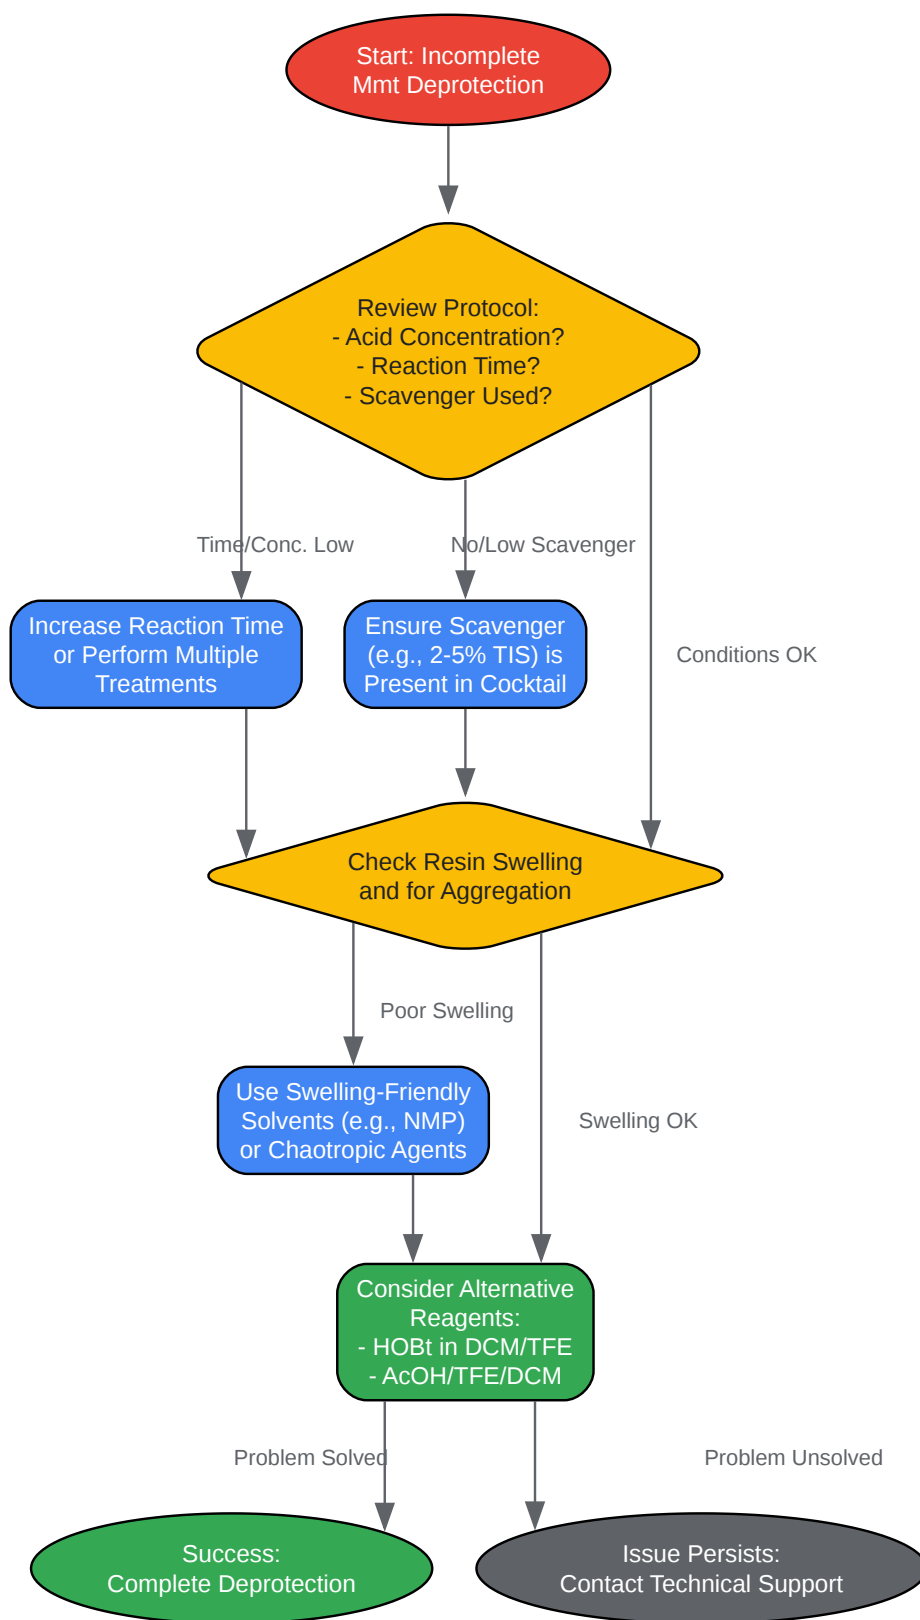 Start: Incomplete
Mmt Deprotection
Review Protocol:
- Acid Concentration?
- Reaction Time?
- Scavenger Used?
Time/Conc. Low
No/Low Scavenger
Increase Reaction Time
or Perform Multiple
Treatments
Ensure Scavenger
(e.g., 2-5% TIS) is
Present in Cocktail
Conditions OK
Check Resin Swelling
and for Aggregation
Poor Swelling
Use Swelling-Friendly
Solvents (e.g., NMP)
or Chaotropic Agents
Swelling OK
Consider Alternative
Reagents:
- HOBt in DCM/TFE
- AcOH/TFE/DCM
Problem Solved
Problem Unsolved
Success:
Complete Deprotection
Issue Persists:
Contact Technical Support